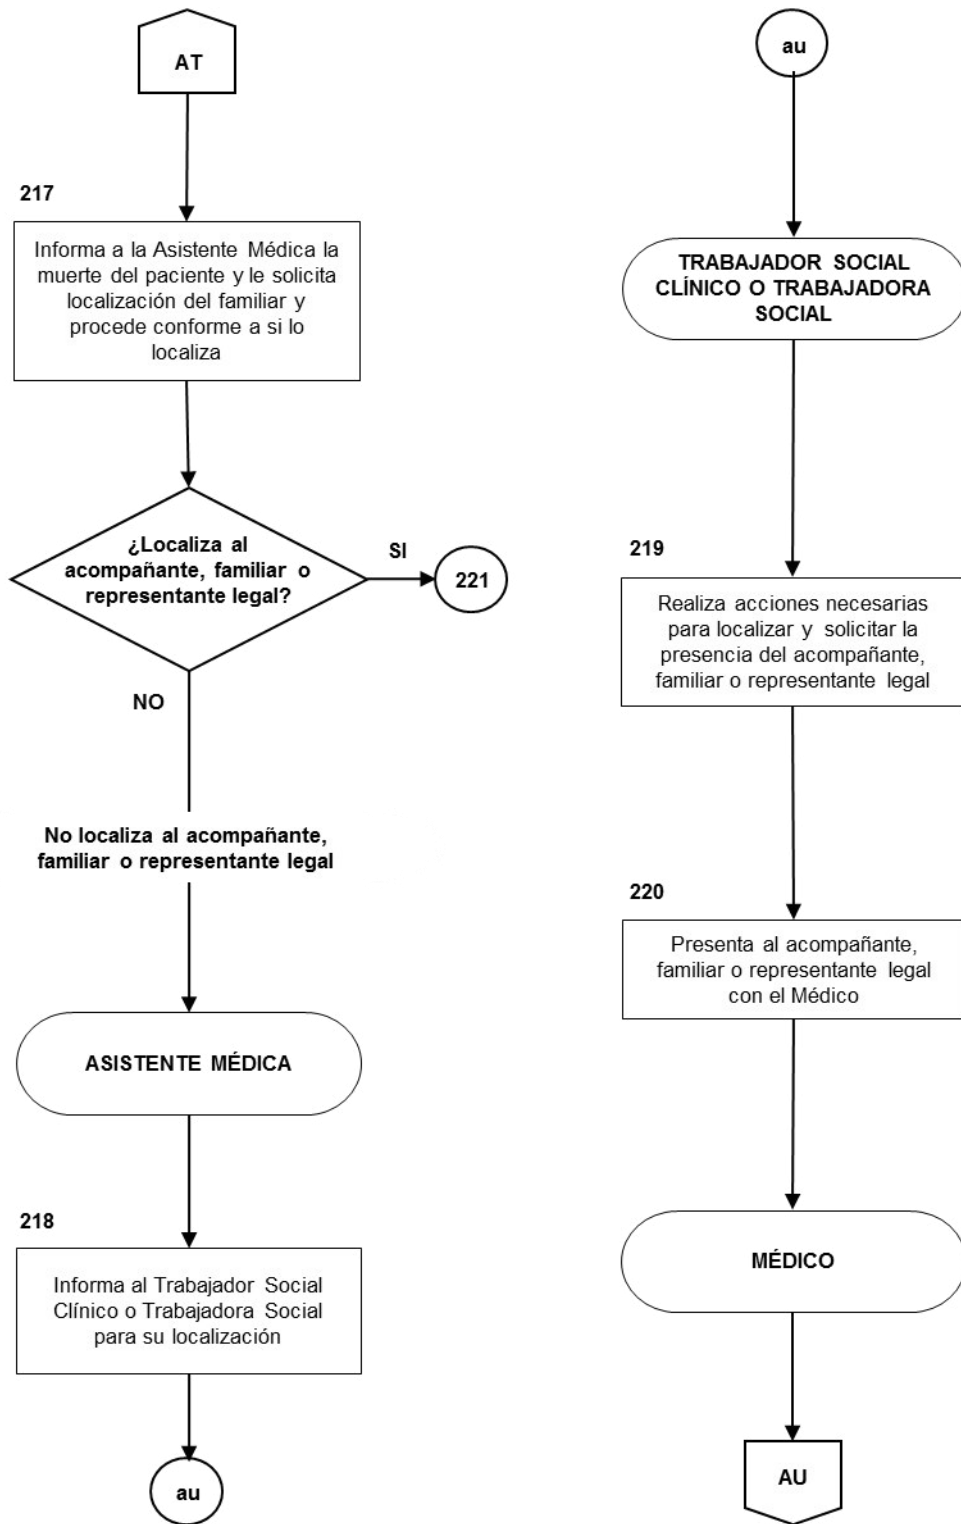 AT
217
Informa a la Asistente Médica la
muerte del paciente y le solicita
localización del familiar y
procede conforme a si lo
localiza
¿Localiza al
acompañante, familiar o
representante legal?
SI
221
NO
No localiza al acompañante,
familiar o representante legal
ASISTENTE MÉDICA
218
Informa al Trabajador Social
Clínico o Trabajadora Social
para su localización
au
au
TRABAJADOR SOCIAL
CLÍNICO O TRABAJADORA
SOCIAL
219
Realiza acciones necesarias
para localizar y solicitar la
presencia del acompañante,
familiar o representante legal
220
Presenta al acompañante,
familiar o representante legal
con el Médico
MÉDICO
AU